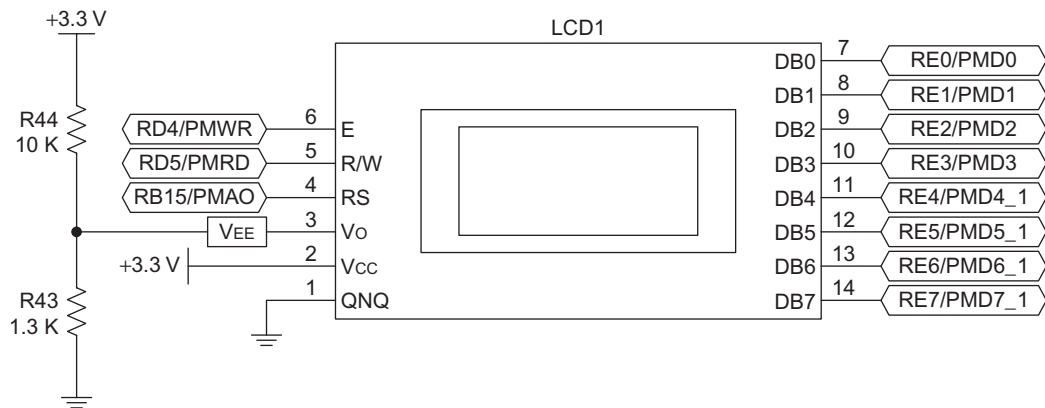 +3.3 V
LCD1
R44
10 K
R43
1.3 K
+3.3 V
RD4/PMWR 6 E
RD5/PMRD 5 R/W
RB15/PMAO 4 RS
VEE 3 VO
2 VCC
1 QNQ
DB0 7 RE0/PMD0
DB1 8 RE1/PMD1
DB2 9 RE2/PMD2
DB3 10 RE3/PMD3
DB4 11 RE4/PMD4_1
DB5 12 RE5/PMD5_1
DB6 13 RE6/PMD6_1
DB7 14 RE7/PMD7_1